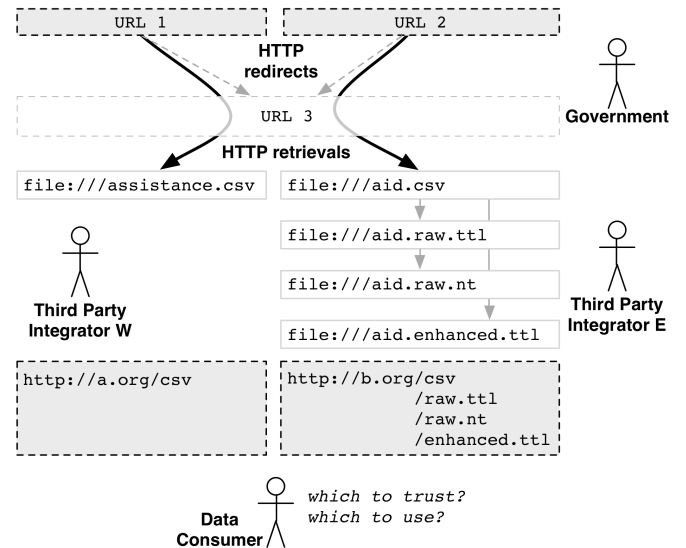 URL 1
URL 2
HTTP
redirects
Government
URL 3
HTTP retrievals
file:///assistance.csv
file:///aid.csv
file:///aid.raw.ttl
file:///aid.raw.nt
file:///aid.enhanced.ttl
Third Party
Integrator W
Third Party
Integrator E
http://a.org/csv
http://b.org/csv
/raw.ttl
/raw.nt
/enhanced.ttl
Data
Consumer
which to trust?
which to use?